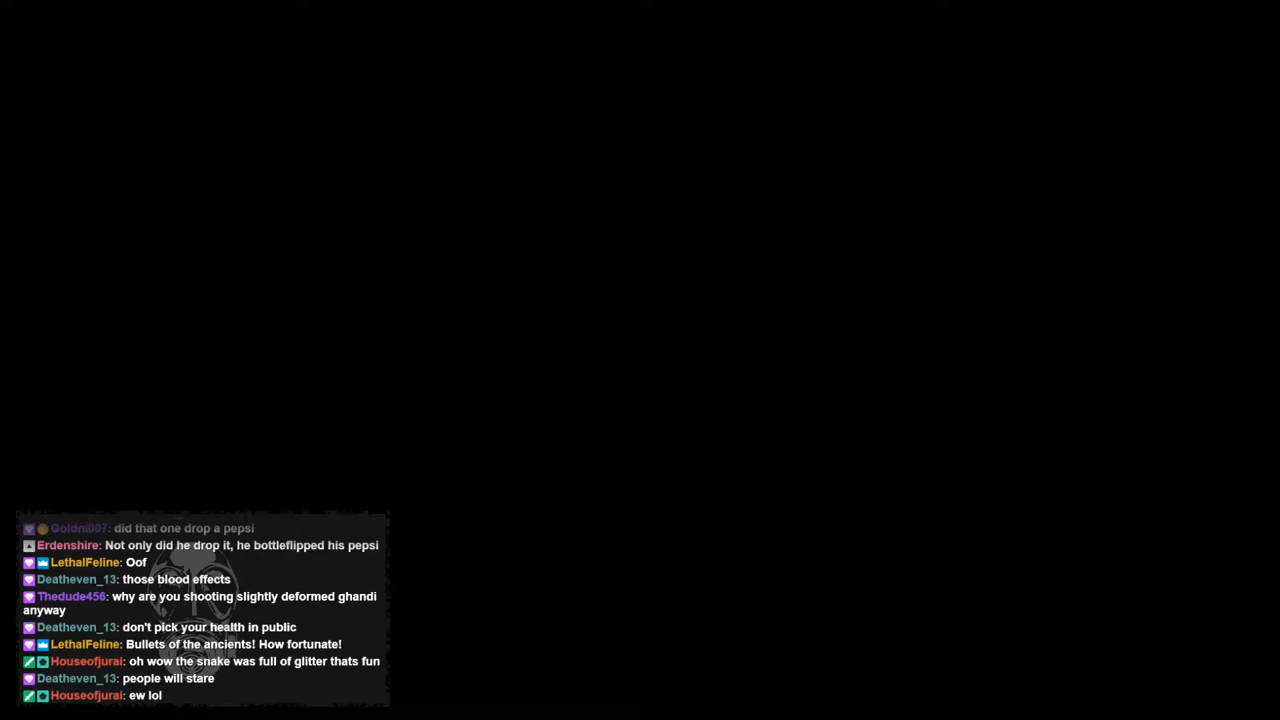 Goldni007: did that one drop a pepsi
Erdenshire: Not only did he drop it, he bottleflipped his pepsi
LethalFeline: Oof
Deatheven_13: those blood effects
Thedude456: why are you shooting slightly deformed ghandi
anyway
Deatheven_13: don't pick your health in public
LethalFeline: Bullets of the ancients! How fortunate!
Houseofjurai: oh wow the snake was full of glitter thats fun
Deatheven_13: people will stare
Houseofjurai: ew lol